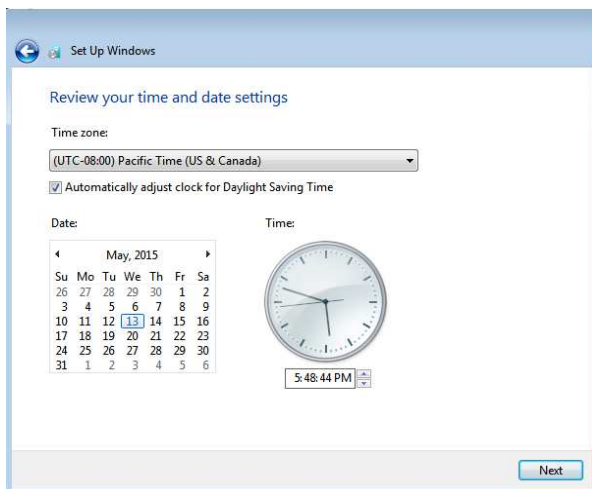 Set Up Windows
Review your time and date settings
Time zone:
(UTC-08:00) Pacific Time (US & Canada)
Automatically adjust clock for Daylight Saving Time
Date:
Time:
May, 2015
Su Mo Tu We Th Fr Sa
26 27 28 29 30 1 2
3 4 5 6 7 8 9
10 11 12 13 14 15 16
17 18 19 20 21 22 23
24 25 26 27 28 29 30
31 1 2 3 4 5 6
5:48:44 PM
Next